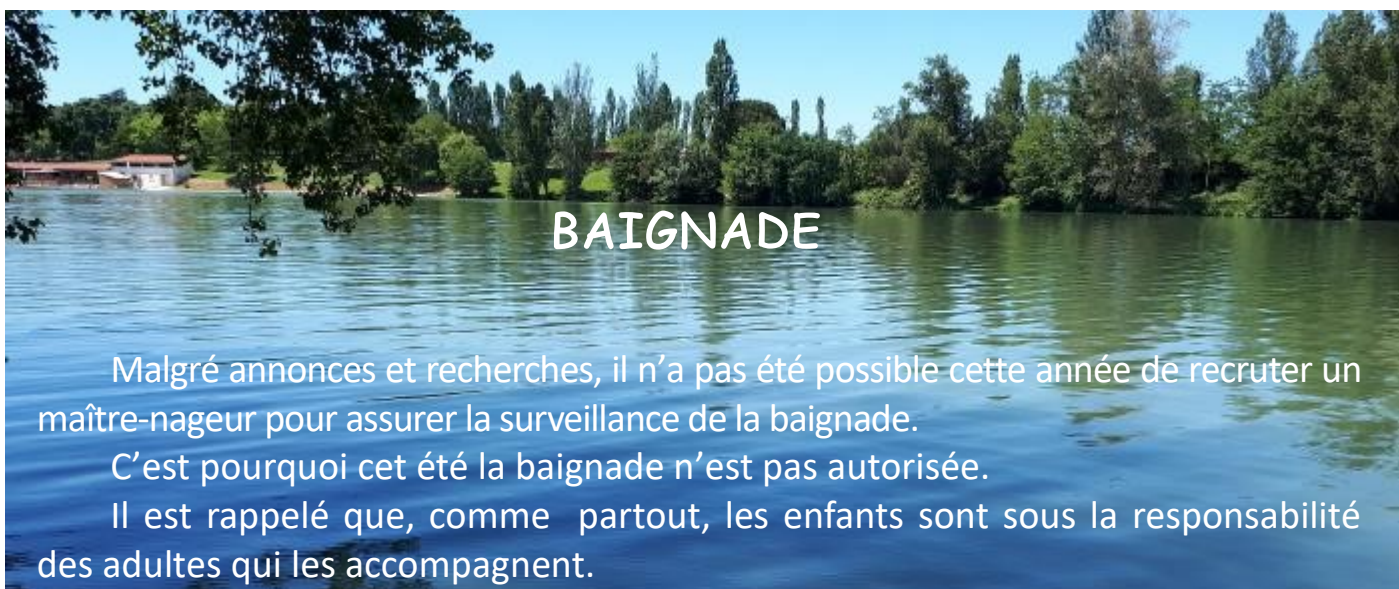 BAIGNADE
Malgré annonces et recherches, il n’a pas été possible cette année de recruter un
maître-nageur pour assurer la surveillance de la baignade.
C’est pourquoi cet été la baignade n’est pas autorisée.
Il est rappelé que, comme partout, les enfants sont sous la responsabilité
des adultes qui les accompagnent.